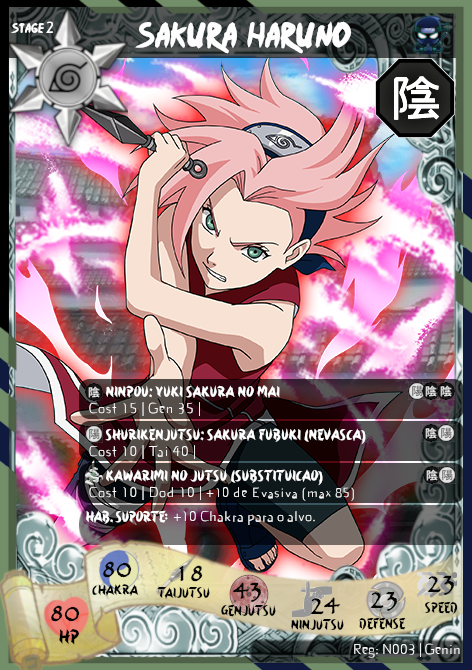 STAGE 2
SAKURA HARUNO
陰
陰 NINPOU: YUKI SAKURA NO MAI 陽 陰 陰
Cost 15 | Gen 35 |
陽 SHURIKENJUTSU: SAKURA FUBUKI (NEVASCA) 陰 陽
Cost 10 | Tai 40 |
KAWARIMI NO JUTSU (SUBSTITUICAO) 陰 陽
Cost 10 | Dod 10 | +10 de Evasiva (max 85)
HAB. SUPORTE: +10 Chakra para o alvo.
80
HP
80
CHAKRA
18
TAIJUTSU
43
GENJUTSU
24
NINJUTSU
23
DEFENSE
23
SPEED
Reg: N003 | Genin